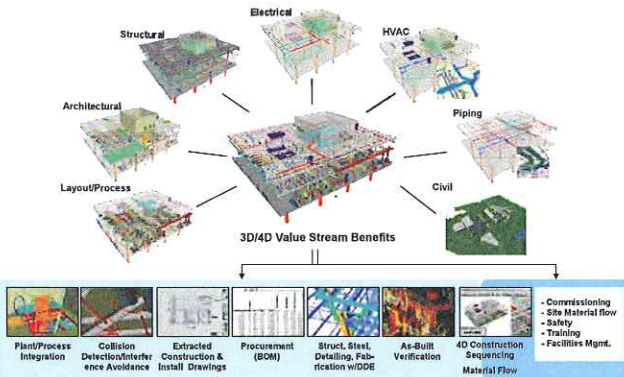 Electrical
Structural
HVAC
Architectural
Piping
Layout/Process
Civil
3D/4D Value Stream Benefits
Plant/Process
Integration
Collision
Detection/Interfer
ence Avoidance
Extracted
Construction &
Install Drawings
Procurement
(BOM)
Struct, Steel,
Detailing, Fab-
rication w/DDE
As-Built
Verification
4D Construction
Sequencing
Material Flow
- Commissioning
- Site Material flow
- Safety
- Training
- Facilities Mgmt.